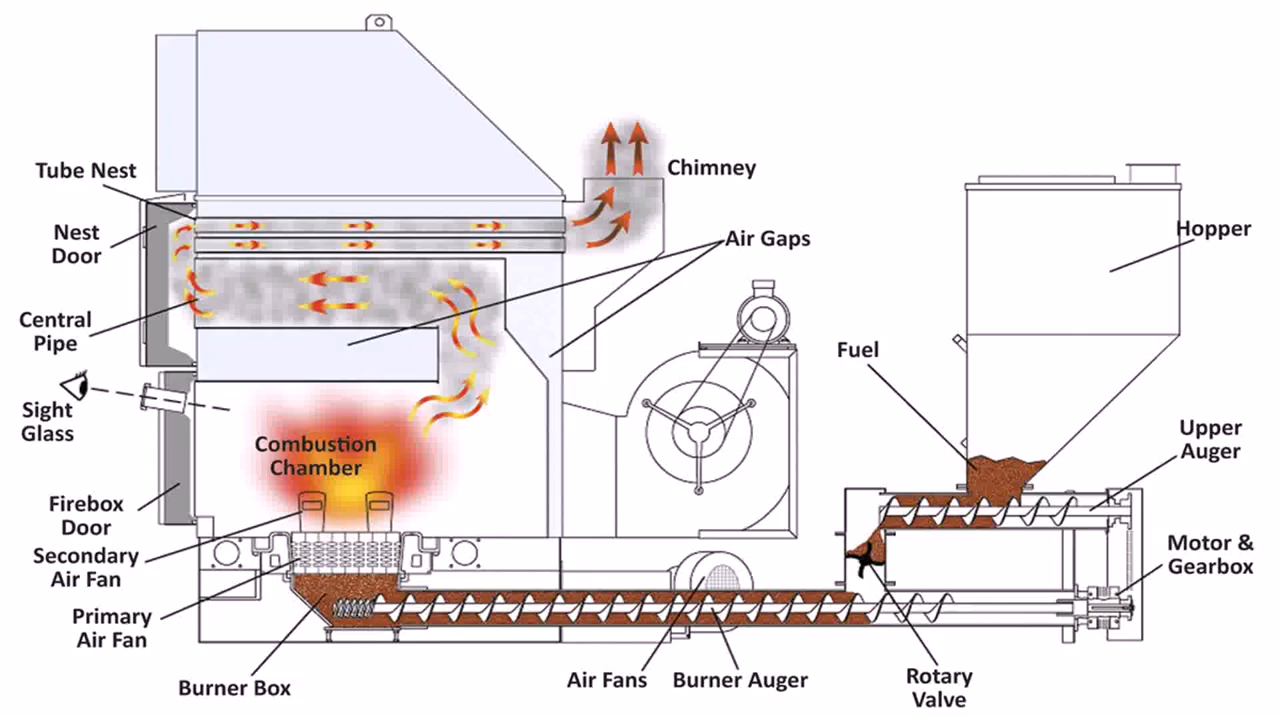 Tube Nest
Chimney
Nest
Door
Air Gaps
Hopper
Central
Pipe
Fuel
Sight
Glass
Combustion
Chamber
Upper
Auger
Firebox
Door
Secondary
Air Fan
Motor &
Gearbox
Primary
Air Fan
Burner Box
Air Fans
Burner Auger
Rotary
Valve